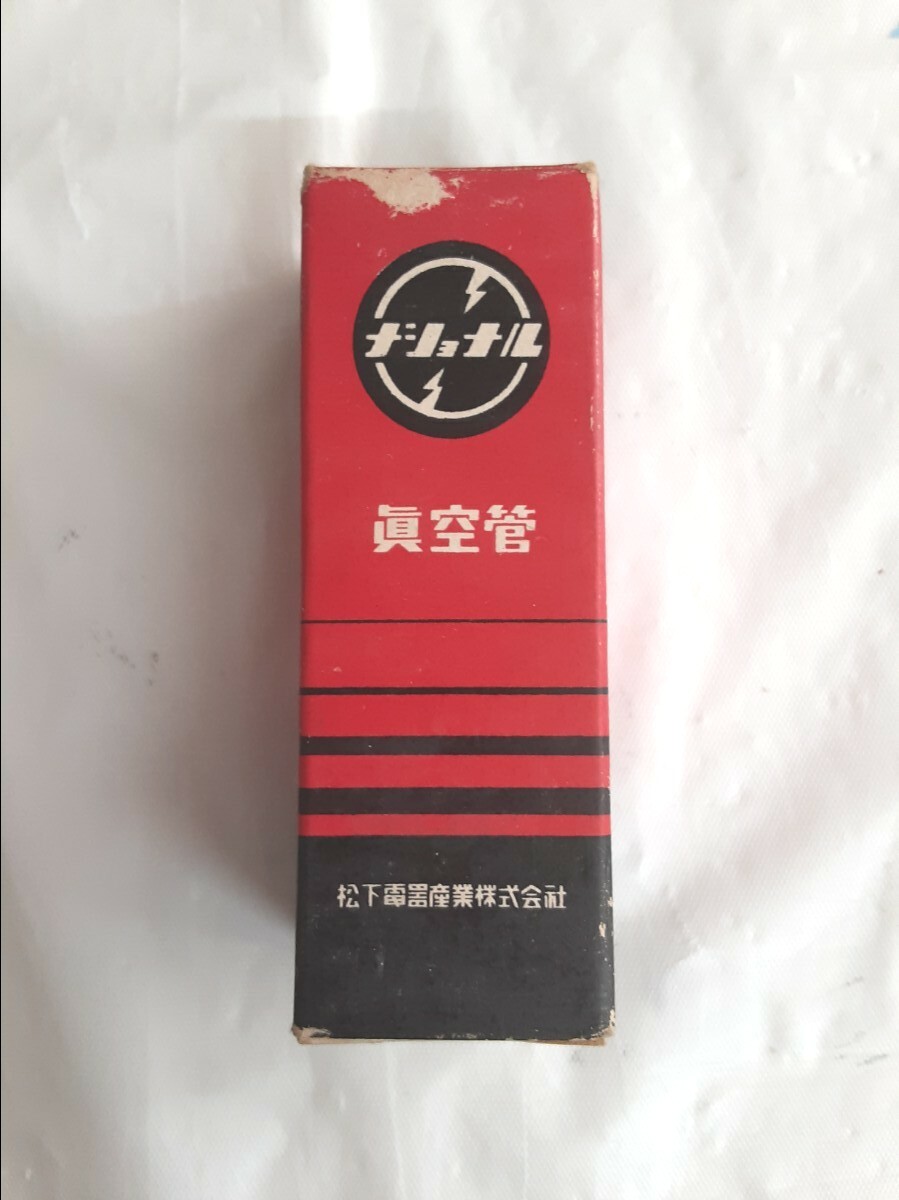 ナショナル
眞空管
松下電器産業株式会社